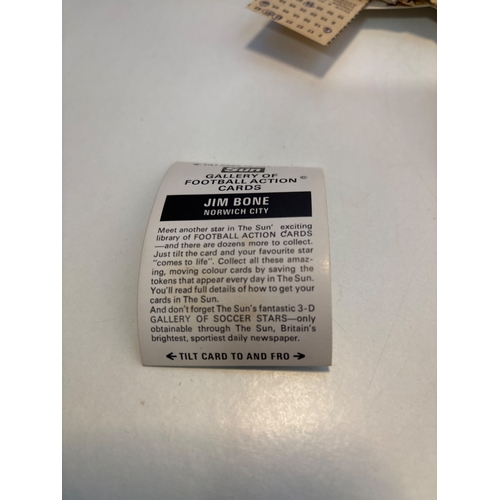 Sun
GALLERY OF
FOOTBALL ACTION ©
CARDS
JIM BONE
NORWICH CITY
Meet another star in The Sun' exciting
library of FOOTBALL ACTION CARDS
—and there are dozens more to collect.
Just tilt the card and your favourite star
"comes to life". Collect all these amaz-
ing, moving colour cards by saving the
tokens that appear every day in The Sun.
You'll read full details of how to get your
cards in The Sun.
And don't forget The Sun's fantastic 3-D
GALLERY OF SOCCER STARS—only
obtainable through The Sun, Britain's
brightest, sportiest daily newspaper.
← TILT CARD TO AND FRO →